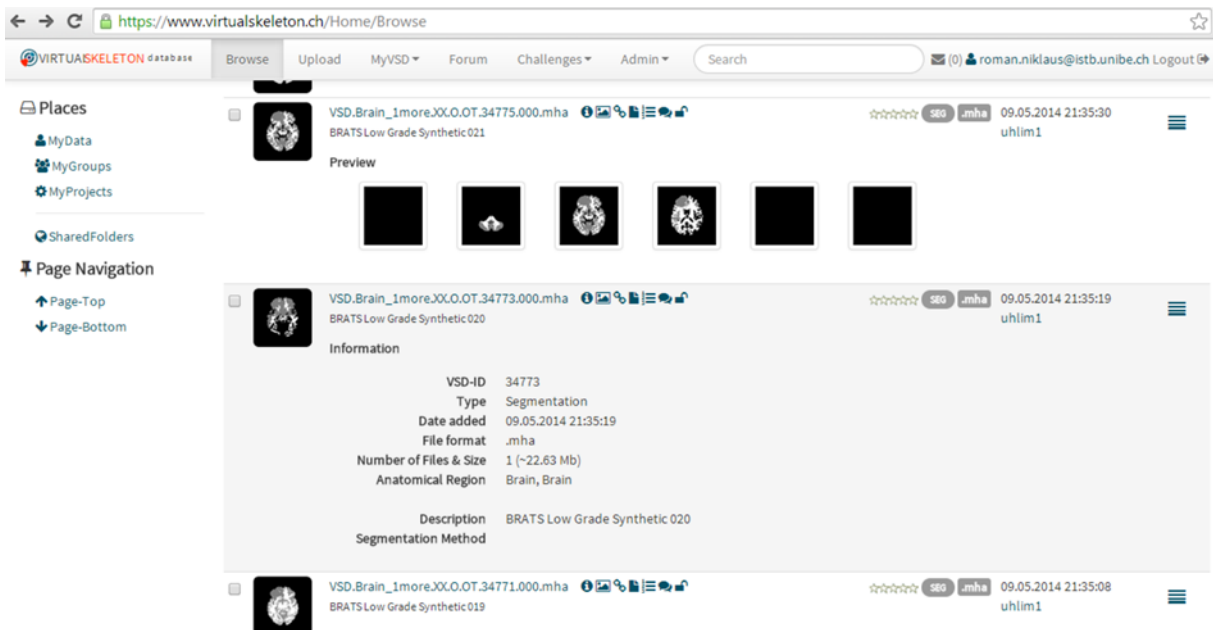 https://www.virtualskeleton.ch/Home/Browse
VIRTUALSKELETON database Browse Upload MyVSD Forum Challenges Admin Search (0) roman.niklaus@istb.unibe.ch Logout
Places
MyData
MyGroups
MyProjects
SharedFolders
Page Navigation
Page-Top
Page-Bottom
VSD.Brain_1more.XX.O.OT.34775.000.mha SEG .mha 09.05.2014 21:35:30
BRATS Low Grade Synthetic 021 uhlim1
Preview
VSD.Brain_1more.XX.O.OT.34773.000.mha SEG .mha 09.05.2014 21:35:19
BRATS Low Grade Synthetic 020 uhlim1
Information
VSD-ID 34773
Type Segmentation
Date added 09.05.2014 21:35:19
File format .mha
Number of Files & Size 1 (~22.63 Mb)
Anatomical Region Brain, Brain
Description BRATS Low Grade Synthetic 020
Segmentation Method
VSD.Brain_1more.XX.O.OT.34771.000.mha SEG .mha 09.05.2014 21:35:08
BRATS Low Grade Synthetic 019 uhlim1